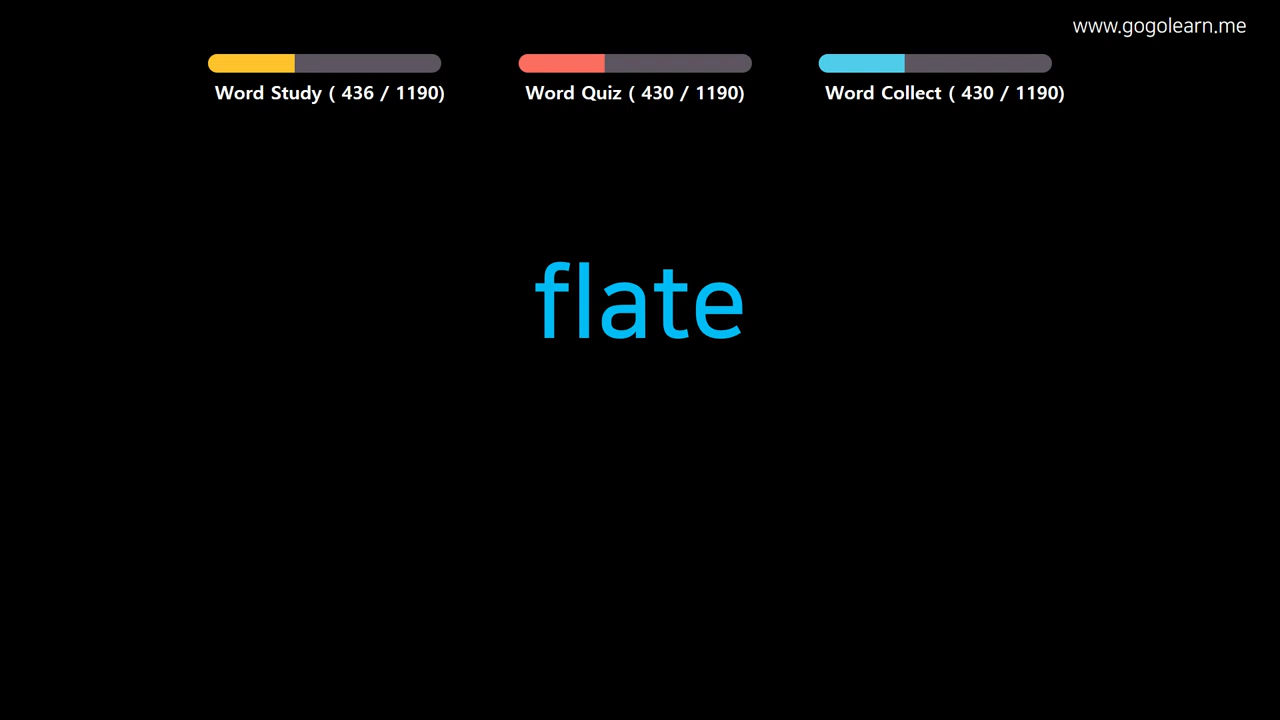 www.gogolearn.me
Word Study ( 436 / 1190)
Word Quiz ( 430 / 1190)
Word Collect ( 430 / 1190)
flate